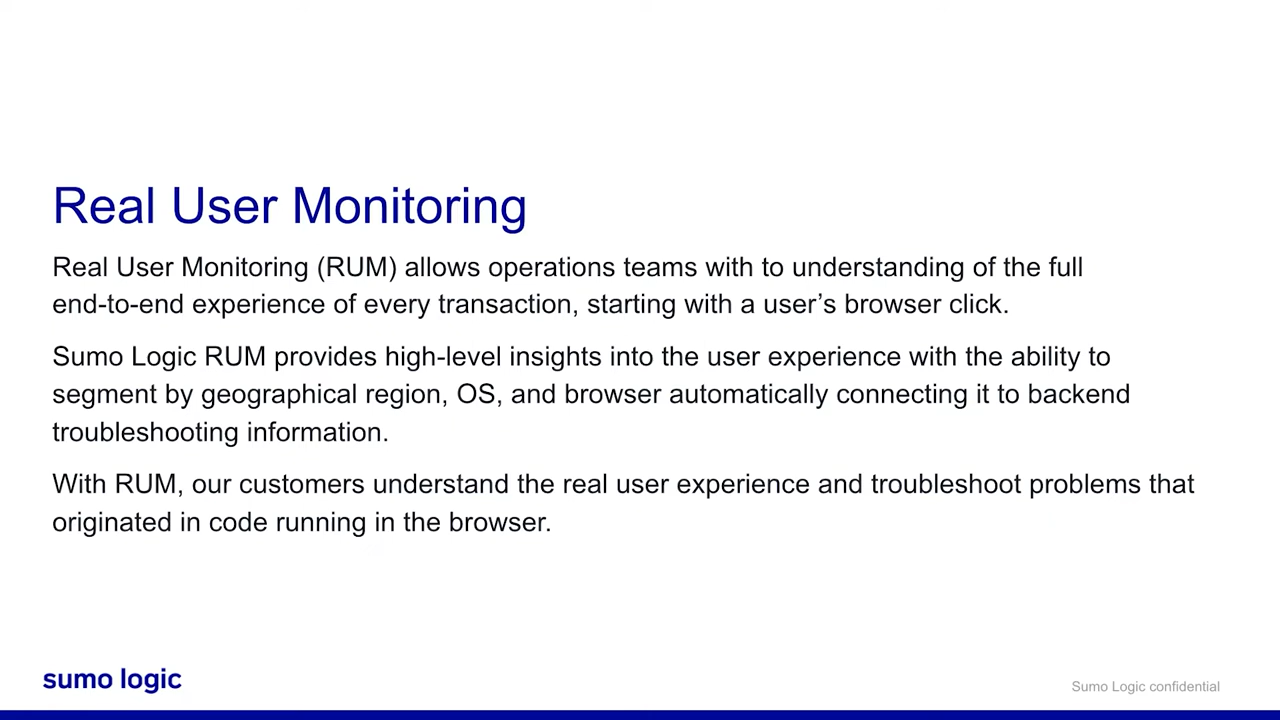 Real User Monitoring
Real User Monitoring (RUM) allows operations teams with to understanding of the full
end-to-end experience of every transaction, starting with a user’s browser click.
Sumo Logic RUM provides high-level insights into the user experience with the ability to
segment by geographical region, OS, and browser automatically connecting it to backend
troubleshooting information.
With RUM, our customers understand the real user experience and troubleshoot problems that
originated in code running in the browser.
sumo logic
Sumo Logic confidential